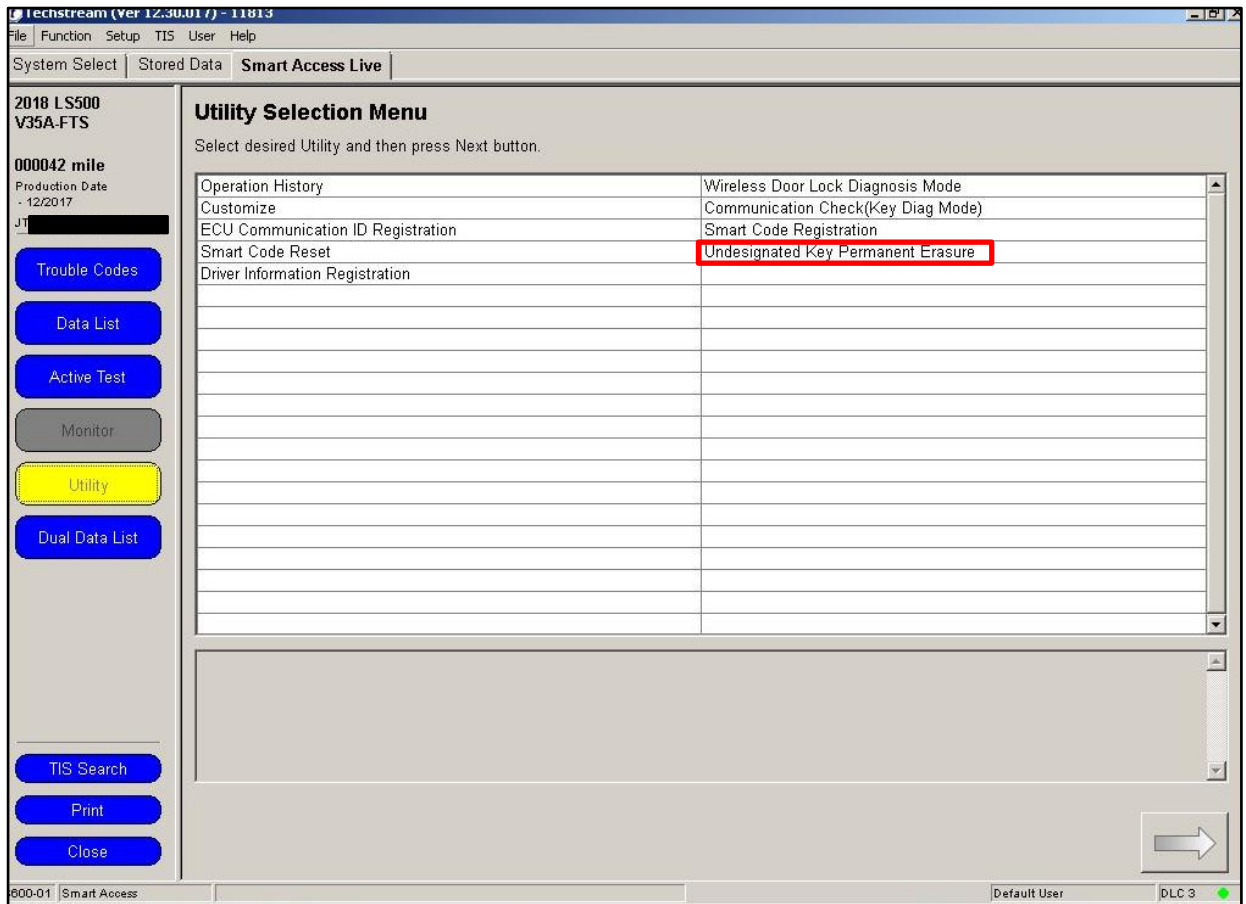 Techstream (Ver 12.30.017) - 11813
File Function Setup TIS User Help
System Select Stored Data Smart Access Live
2018 LS500
V35A-FTS
000042 mile
Production Date
- 12/2017
JT
Trouble Codes
Data List
Active Test
Monitor
Utility
Dual Data List
TIS Search
Print
Close
Utility Selection Menu
Select desired Utility and then press Next button.
Operation History Wireless Door Lock Diagnosis Mode
Customize Communication Check(Key Diag Mode)
ECU Communication ID Registration Smart Code Registration
Smart Code Reset Undesignated Key Permanent Erasure
Driver Information Registration
600-01 Smart Access Default User DLC 3